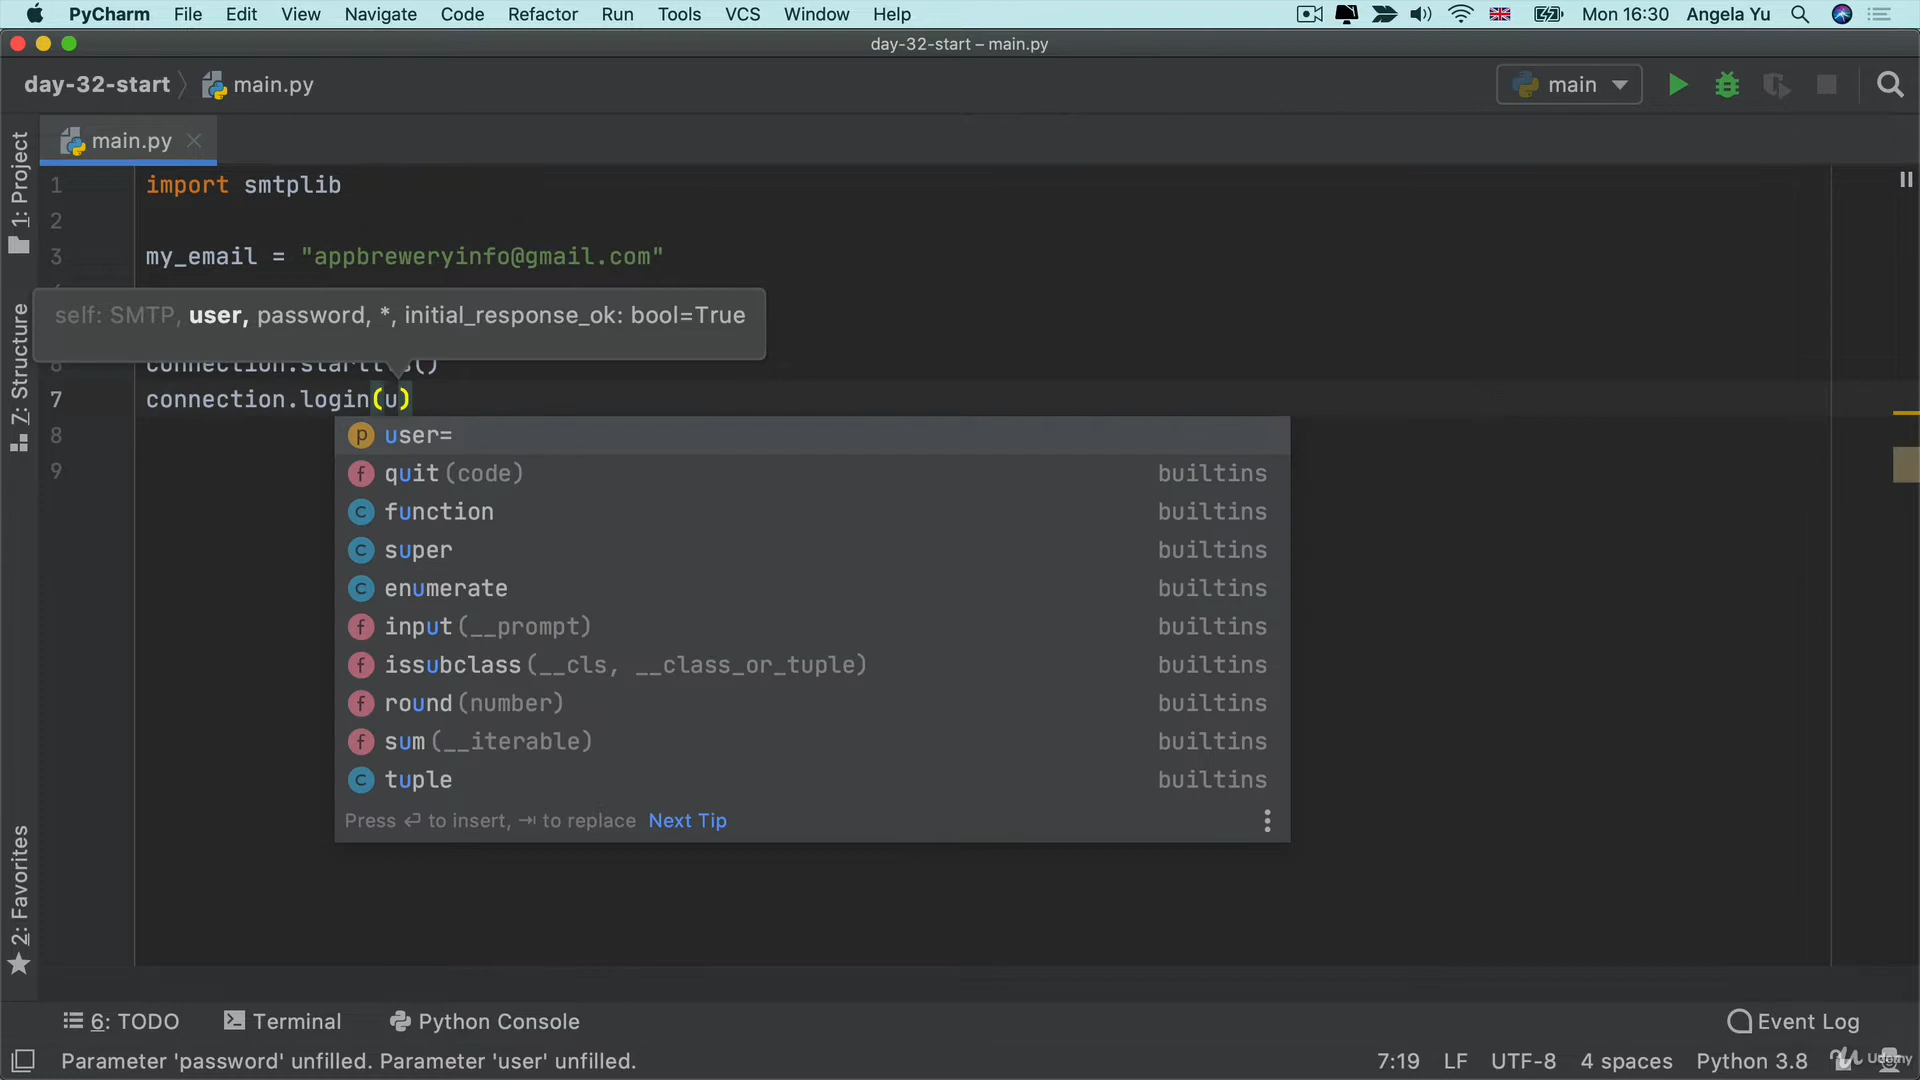 PyCharm File Edit View Navigate Code Refactor Run Tools VCS Window Help Mon 16:30 Angela Yu
day-32-start – main.py
day-32-start main.py main
main.py
1: Project
7: Structure
2: Favorites
1 import smtplib
2
3 my_email = "appbreweryinfo@gmail.com"
self: SMTP, user, password, *, initial_response_ok: bool=True
connection.starttls()
7 connection.login(u)
8
9
p user=
f quit(code) builtins
c function builtins
c super builtins
c enumerate builtins
f input(__prompt) builtins
f issubclass(__cls, __class_or_tuple) builtins
f round(number) builtins
f sum(__iterable) builtins
c tuple builtins
Press ↩ to insert, ⇥ to replace Next Tip
6: TODO Terminal Python Console Event Log
Parameter 'password' unfilled. Parameter 'user' unfilled. 7:19 LF UTF-8 4 spaces Python 3.8 Udemy